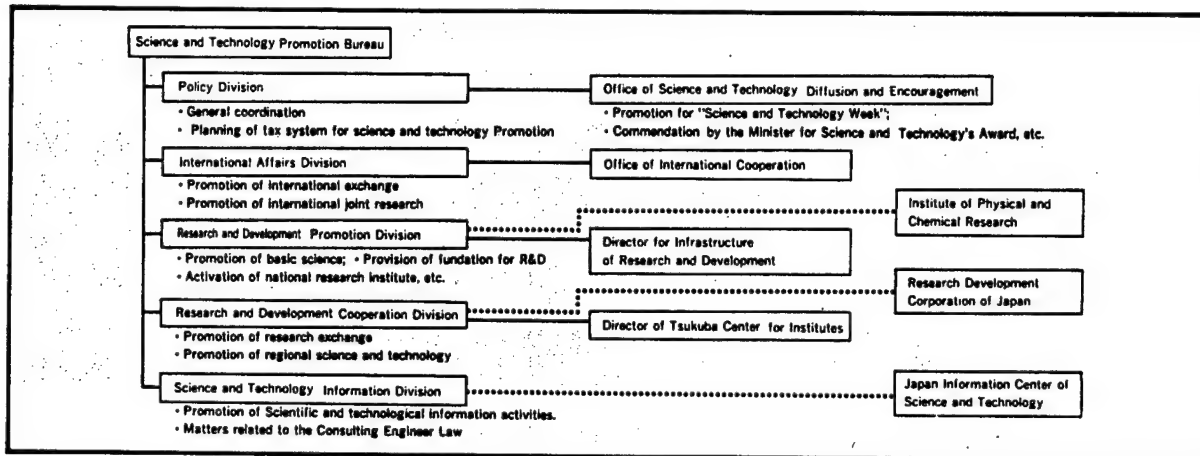 Science and Technology Promotion Bureau
Policy Division
• General coordination
• Planning of tax system for science and technology Promotion
Office of Science and Technology Diffusion and Encouragement
• Promotion for "Science and Technology Week";
• Commendation by the Minister for Science and Technology's Award, etc.
International Affairs Division
• Promotion of international exchange
• Promotion of international joint research
Office of International Cooperation
Research and Development Promotion Division
• Promotion of basic science; • Provision of fundation for R&D
• Activation of national research institute, etc.
Director for Infrastructure
of Research and Development
Institute of Physical and
Chemical Research
Research and Development Cooperation Division
• Promotion of research exchange
• Promotion of regional science and technology
Director of Tsukuba Center for Institutes
Research Development
Corporation of Japan
Science and Technology Information Division
• Promotion of Scientific and technological information activities.
• Matters related to the Consulting Engineer Law
Japan Information Center of
Science and Technology